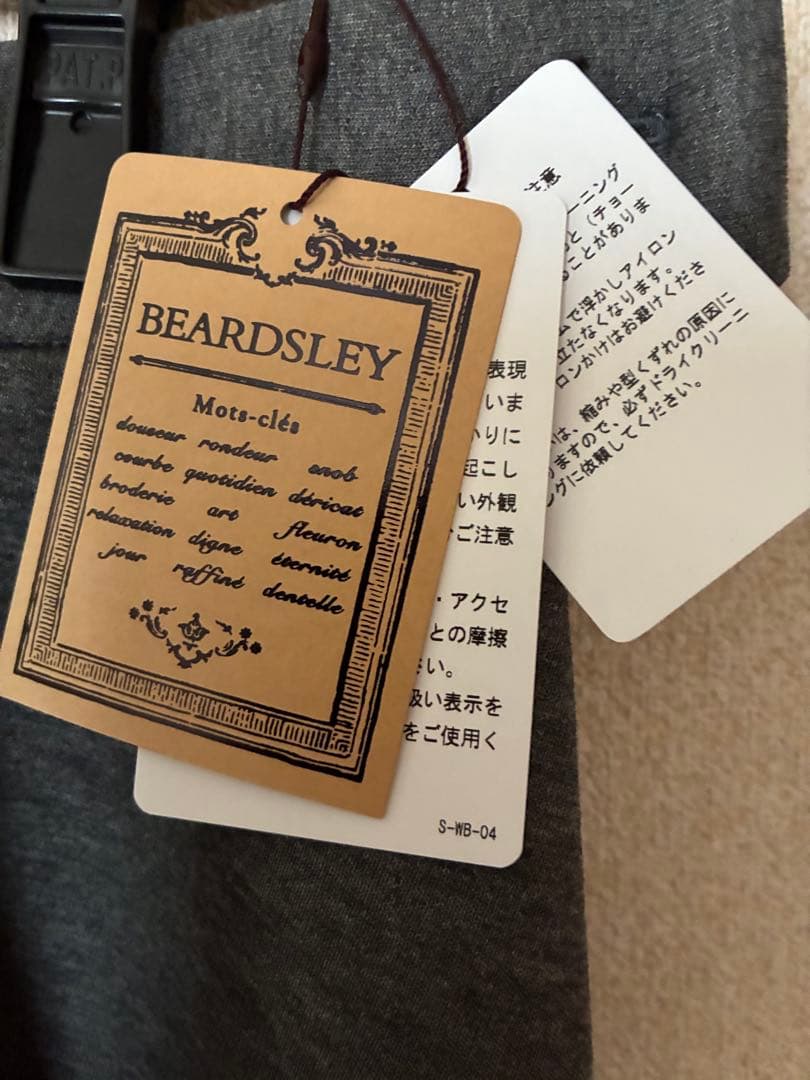 PAT.P
BEARDSLEY
Mots-clés
douceur rondeur snob
courbe quotidien déricat
broderie art fleuron
relaxation digne éternité
jour raffiné dentelle
表現
いま
りに
起こし
い外観
ご注意
・アクセ
との摩擦
さい。
扱い表示を
をご使用く
S-WB-04
注意
ーニング
と（チョー
ことがありま
ムで浮かしアイロン
立たなくなります。
ロンかけはお避けくださ
は、縮みや型くずれの原因に
りますので、必ずドライクリーニ
ングに依頼してください。